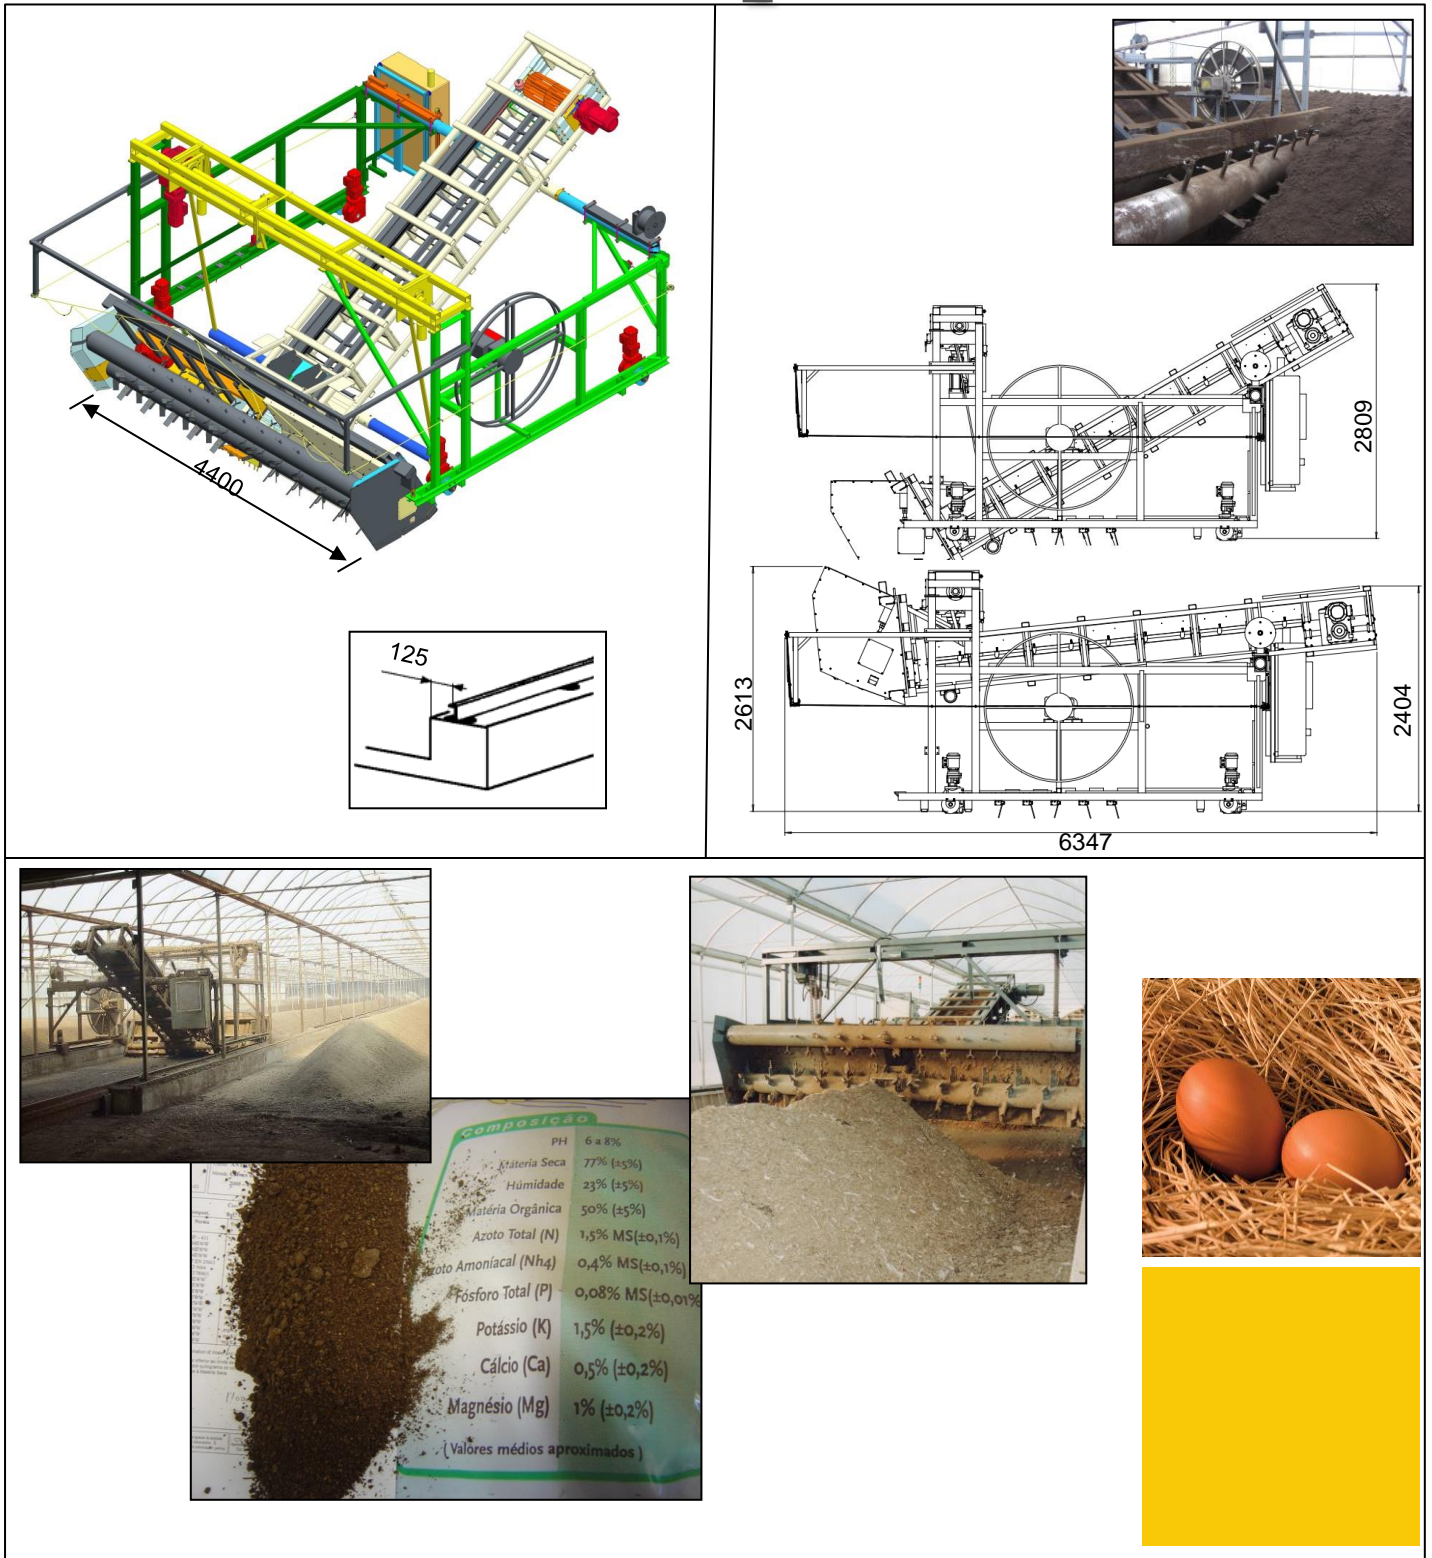 4400
125
2809
2613
2404
6347
Composição
PH 6 a 8%
Máteria Seca 77% (±5%)
Húmidade 23% (±5%)
Matéria Orgânica 50% (±5%)
Azoto Total (N) 1,5% MS(±0,1%)
zoto Amoníacal (Nh4) 0,4% MS(±0,1%)
Fósforo Total (P) 0,08% MS(±0,01%
Potássio (K) 1,5% (±0,2%)
Cálcio (Ca) 0,5% (±0,2%)
Magnésio (Mg) 1% (±0,2%)
( Valores médios aproximados )